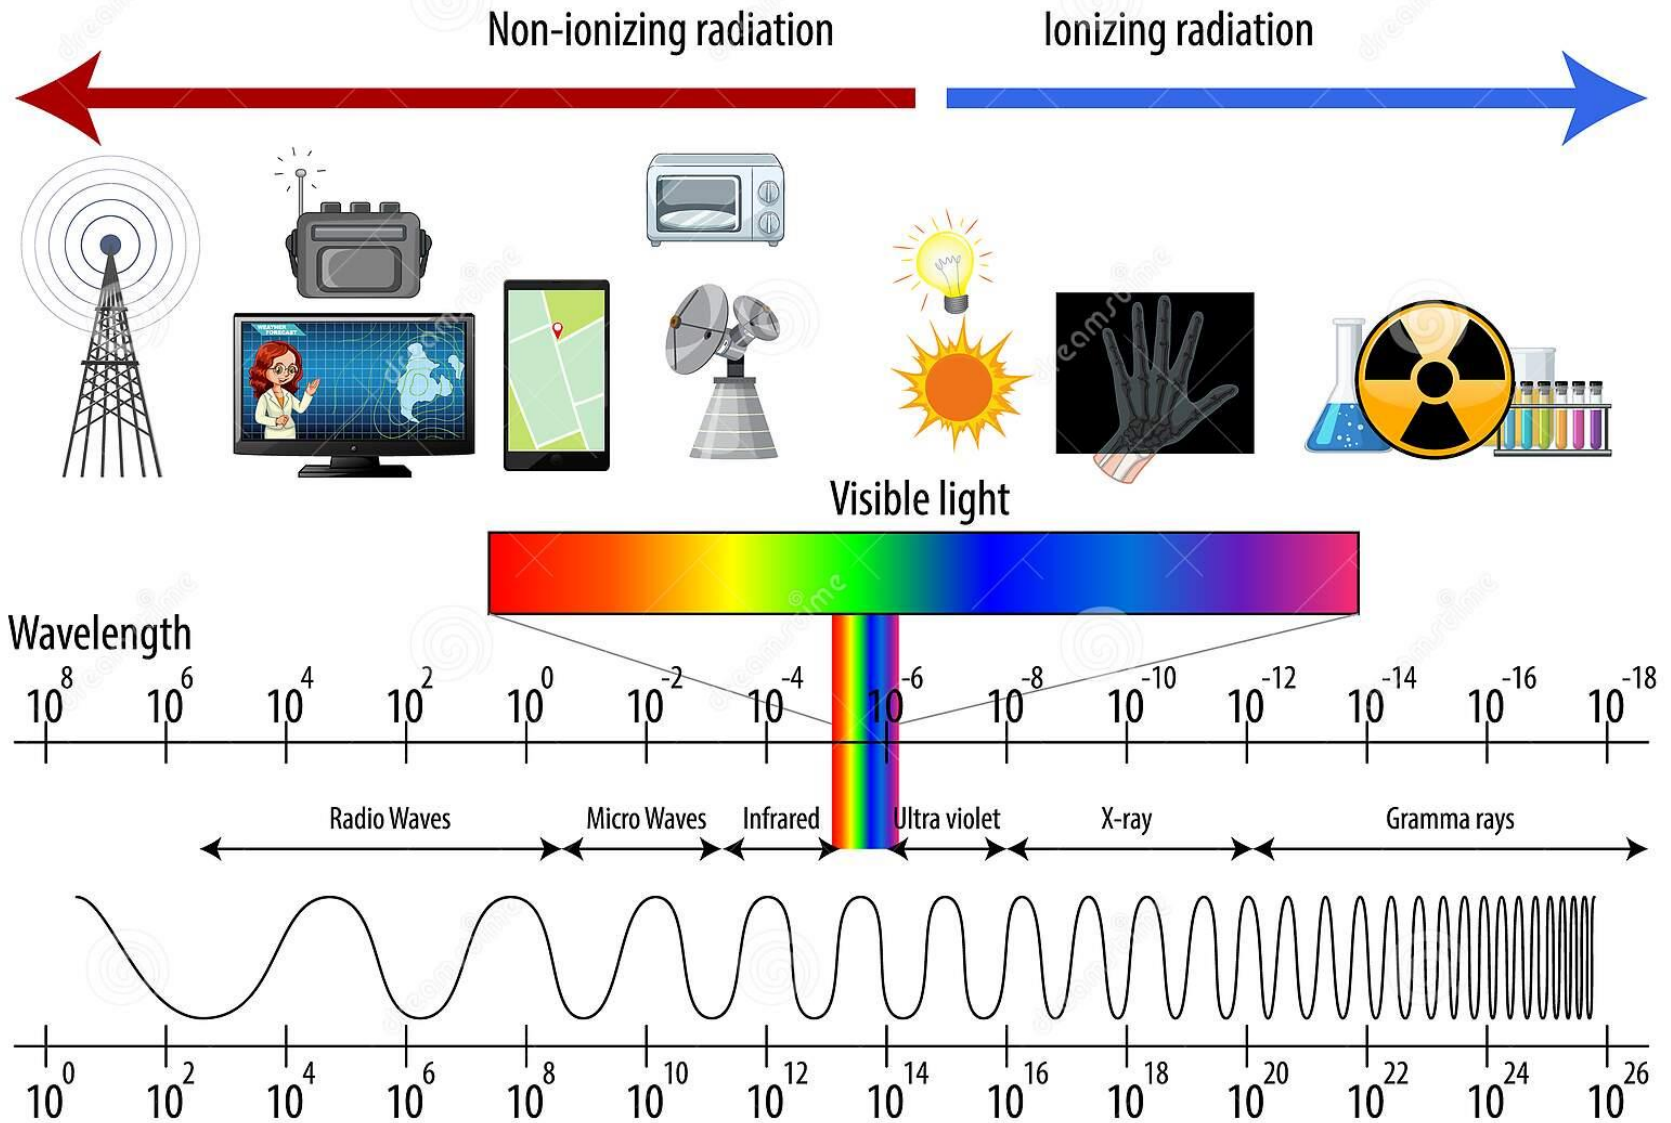 Non-ionizing radiation
Ionizing radiation
WEATHER
FORECAST
Visible light
Wavelength
10^8 10^6 10^4 10^2 10^0 10^-2 10^-4 10^-6 10^-8 10^-10 10^-12 10^-14 10^-16 10^-18
Radio Waves Micro Waves Infrared Ultra violet X-ray Gramma rays
10^0 10^2 10^4 10^6 10^8 10^10 10^12 10^14 10^16 10^18 10^20 10^22 10^24 10^26
dreamstime